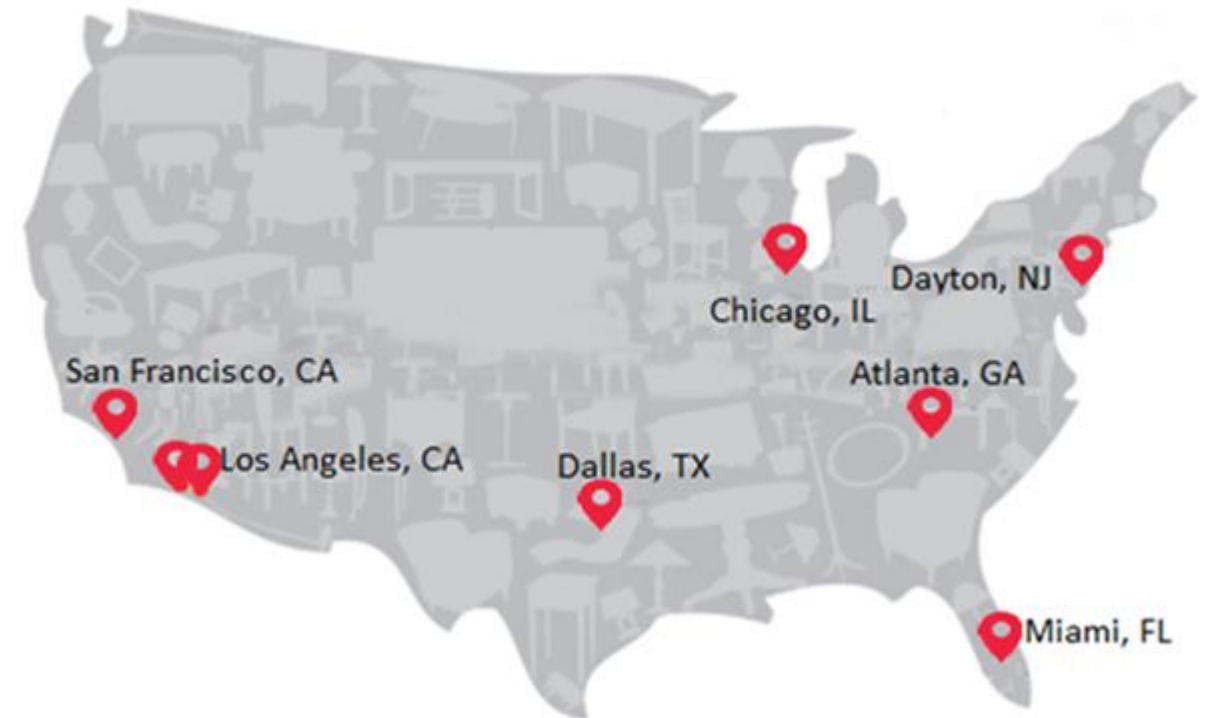 Dayton, NJ
Chicago, IL
San Francisco, CA
Atlanta, GA
Los Angeles, CA
Dallas, TX
Miami, FL